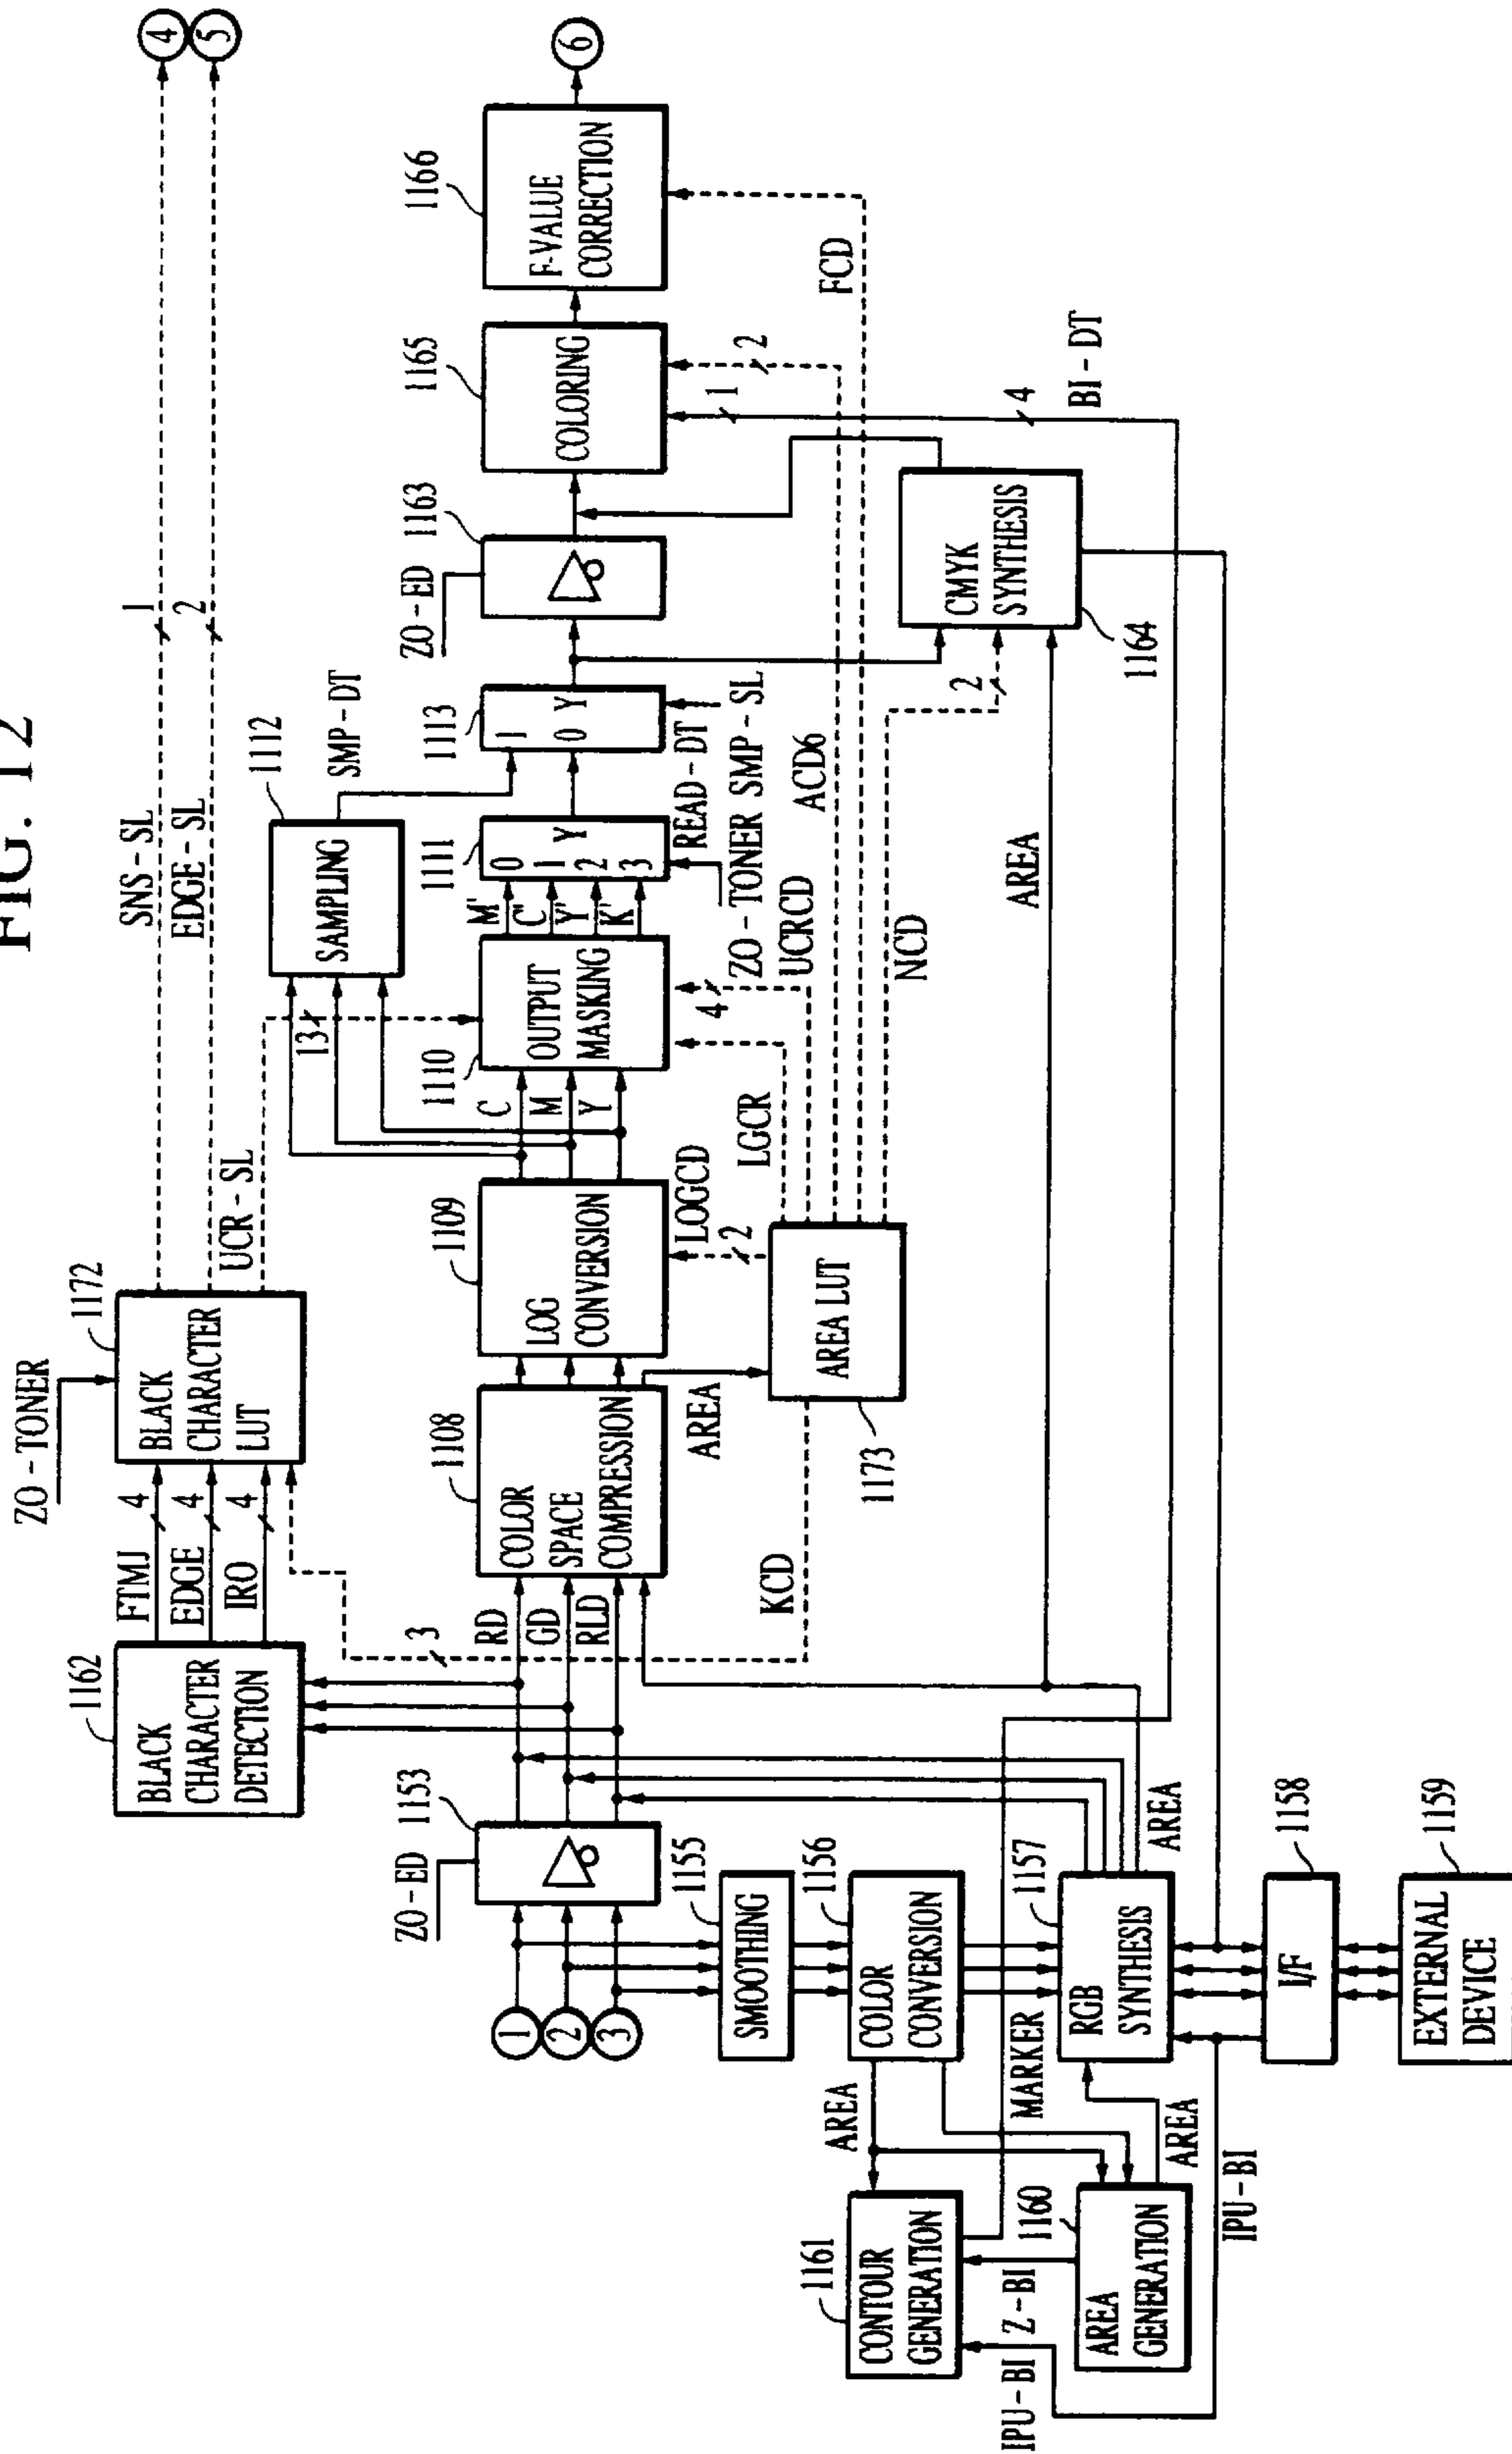 FIG. 12
ZO-TONER
1162
BLACK
CHARACTER
DETECTION
FTMJ
4
EDGE
4
IRO
4
1172
BLACK
CHARACTER
LUT
SNS-SL
1
EDGE-SL
2
UCR-SL
4
5
3
ZO-ED
1153
1
2
3
RD
GD
RLD
1108
COLOR
SPACE
COMPRESSION
1109
LOG
CONVERSION
C
M
Y
13
1110
OUTPUT
MASKING
M'
C'
Y'
K'
1111
0
1
2
3
Y
1112
SAMPLING
SMP-DT
1113
1
0
Y
ZO-ED
1163
1165
COLORING
1166
F-VALUE
CORRECTION
6
READ-DT
ZO-TONER
SMP-SL
AREA
KCD
1173
AREA LUT
LOGCD
2
LGCR
4
UCRCD
ACD6
2
1
FCD
NCD
2
AREA
CMYK
SYNTHESIS
1164
4
BI-DT
1155
SMOOTHING
1156
COLOR
CONVERSION
AREA
MARKER
1157
RGB
SYNTHESIS
AREA
1158
I/F
1159
EXTERNAL
DEVICE
1161
CONTOUR
GENERATION
1160
AREA
GENERATION
AREA
Z-BI
IPU-BI
IPU-BI